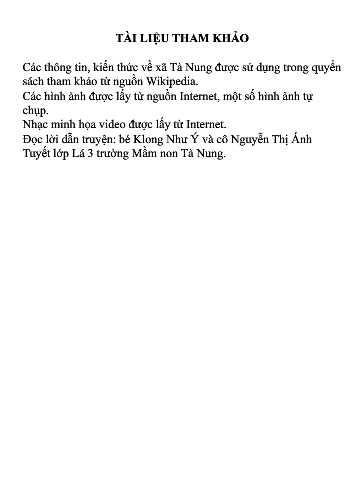 TÀI LIỆU THAM KHẢO
Các thông tin, kiến thức về xã Tà Nung được sử dụng trong quyển
sách tham khảo từ nguồn Wikipedia.
Các hình ảnh được lấy từ nguồn Internet, một số hình ảnh tự
chụp.
Nhạc minh họa video được lấy từ Internet.
Đọc lời dẫn truyện: bé Klong Như Ý và cô Nguyễn Thị Ánh
Tuyết lớp Lá 3 trường Mầm non Tà Nung.